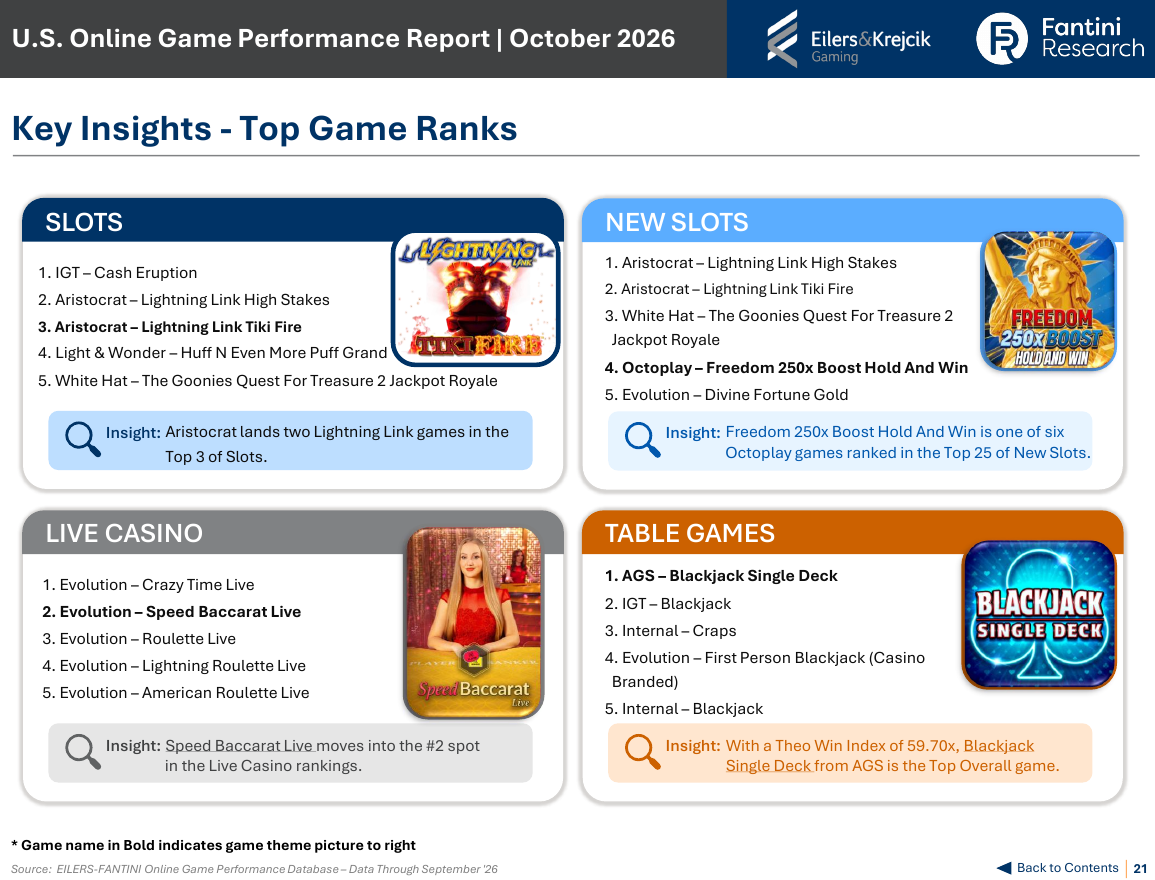 U.S. Online Game Performance Report | October 2026
Eilers&Krejcik
Gaming
Fantini
Research
Key Insights - Top Game Ranks
SLOTS
1. IGT – Cash Eruption
2. Aristocrat – Lightning Link High Stakes
3. Aristocrat – Lightning Link Tiki Fire
4. Light & Wonder – Huff N Even More Puff Grand
5. White Hat – The Goonies Quest For Treasure 2 Jackpot Royale
LIGHTNING
LINK
TIKI FIRE
Insight: Aristocrat lands two Lightning Link games in the
Top 3 of Slots.
NEW SLOTS
1. Aristocrat – Lightning Link High Stakes
2. Aristocrat – Lightning Link Tiki Fire
3. White Hat – The Goonies Quest For Treasure 2
Jackpot Royale
4. Octoplay – Freedom 250x Boost Hold And Win
5. Evolution – Divine Fortune Gold
FREEDOM
250X BOOST
HOLD AND WIN
Insight: Freedom 250x Boost Hold And Win is one of six
Octoplay games ranked in the Top 25 of New Slots.
LIVE CASINO
1. Evolution – Crazy Time Live
2. Evolution – Speed Baccarat Live
3. Evolution – Roulette Live
4. Evolution – Lightning Roulette Live
5. Evolution – American Roulette Live
PLAYER BANKER
Speed Baccarat
Live
Insight: Speed Baccarat Live moves into the #2 spot
in the Live Casino rankings.
TABLE GAMES
1. AGS – Blackjack Single Deck
2. IGT – Blackjack
3. Internal – Craps
4. Evolution – First Person Blackjack (Casino
Branded)
5. Internal – Blackjack
BLACKJACK
SINGLE DECK
Insight: With a Theo Win Index of 59.70x, Blackjack
Single Deck from AGS is the Top Overall game.
* Game name in Bold indicates game theme picture to right
Source: EILERS-FANTINI Online Game Performance Database – Data Through September '26
Back to Contents
21